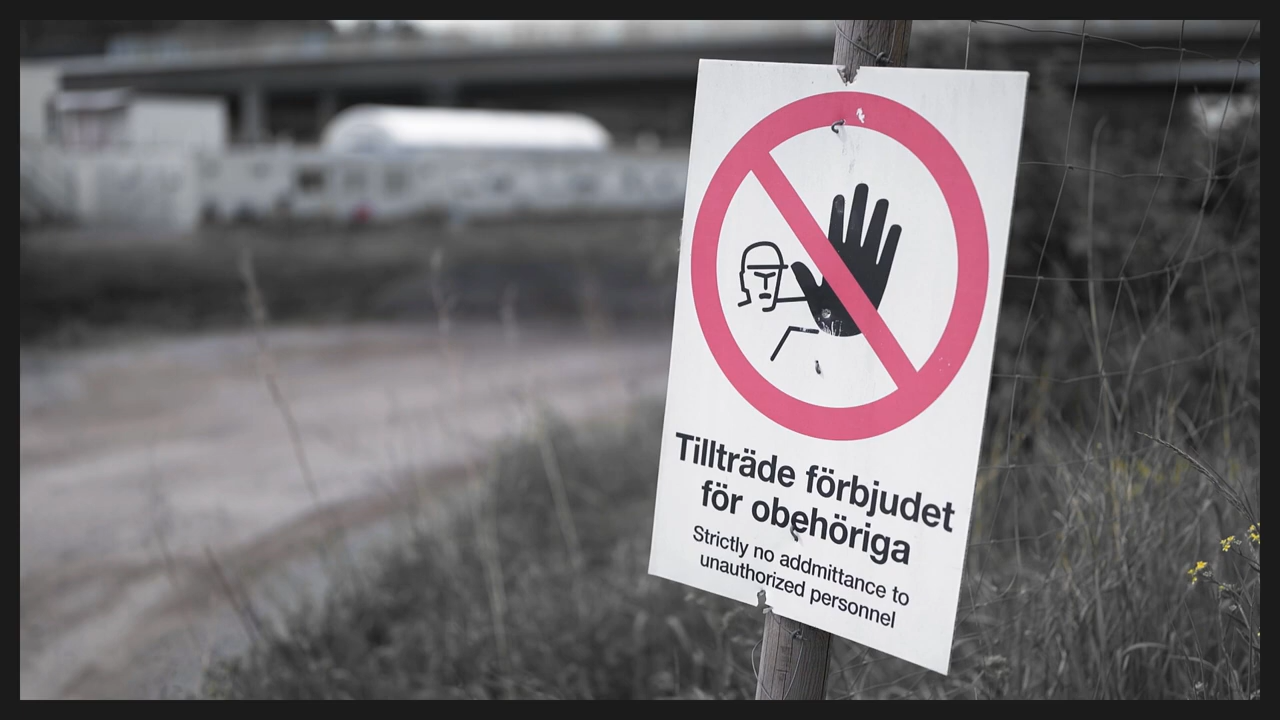 Tillträde förbjudet
för obehöriga
Strictly no addmittance to
unauthorized personnel